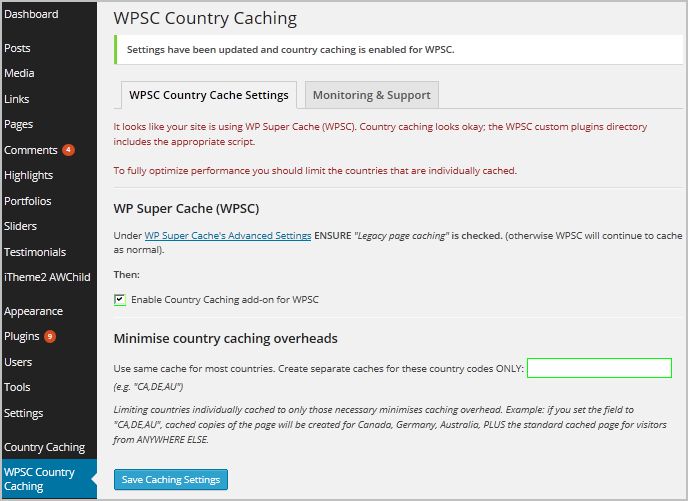 Dashboard
Posts
Media
Links
Pages
Comments 4
Highlights
Portfolios
Sliders
Testimonials
iTheme2 AWChild
Appearance
Plugins 9
Users
Tools
Settings
Country Caching
WPSC Country
Caching
WPSC Country Caching
Settings have been updated and country caching is enabled for WPSC.
WPSC Country Cache Settings
Monitoring & Support
It looks like your site is using WP Super Cache (WPSC). Country caching looks okay; the WPSC custom plugins directory
includes the appropriate script.
To fully optimize performance you should limit the countries that are individually cached.
WP Super Cache (WPSC)
Under WP Super Cache's Advanced Settings ENSURE "Legacy page caching" is checked. (otherwise WPSC will continue to cache
as normal).
Then:
Enable Country Caching add-on for WPSC
Minimise country caching overheads
Use same cache for most countries. Create separate caches for these country codes ONLY:
(e.g. "CA,DE,AU")
Limiting countries individually cached to only those necessary minimises caching overhead. Example: if you set the field to
"CA,DE,AU", cached copies of the page will be created for Canada, Germany, Australia, PLUS the standard cached page for visitors
from ANYWHERE ELSE.
Save Caching Settings